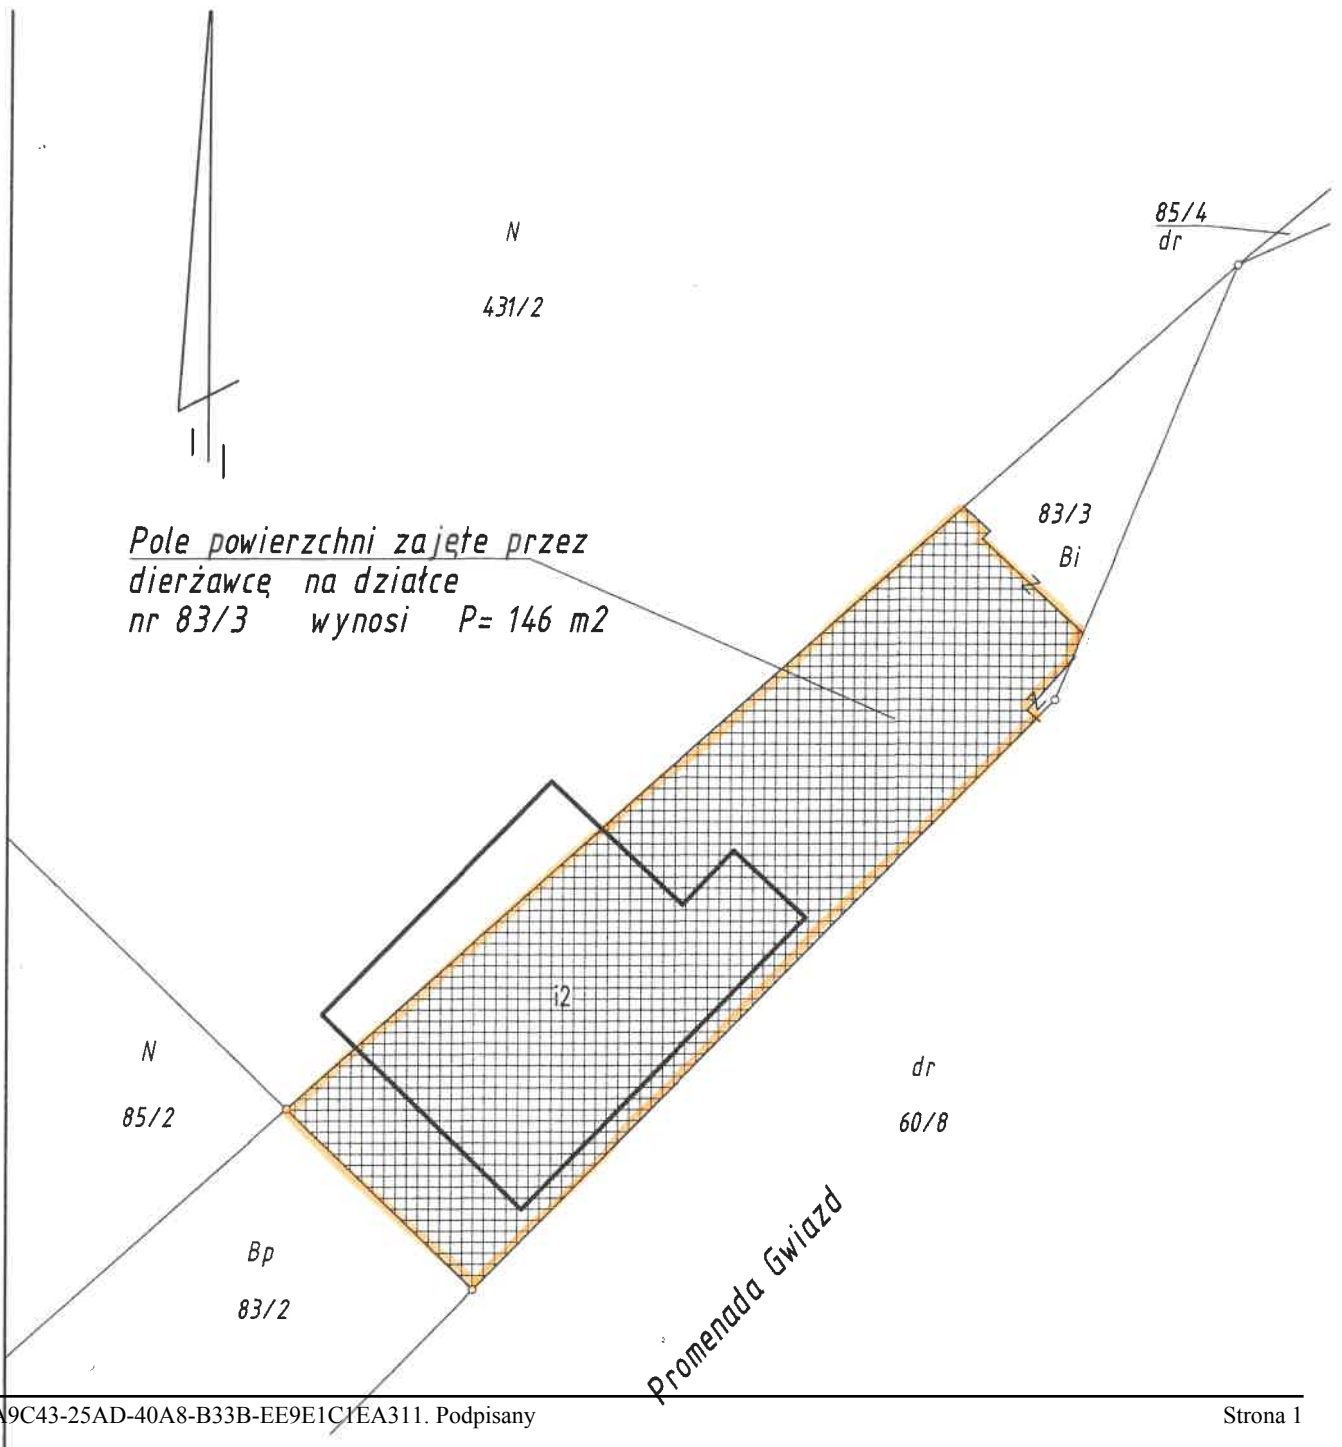 85/4
dr
N
431/2
83/3
Bi
Pole powierzchni zajęte przez
dierżawcę na działce
nr 83/3 wynosi P= 146 m2
i2
N
85/2
dr
60/8
Bp
83/2
Promenada Gwiazd
9C43-25AD-40A8-B33B-EE9E1C1EA311. Podpisany
Strona 1